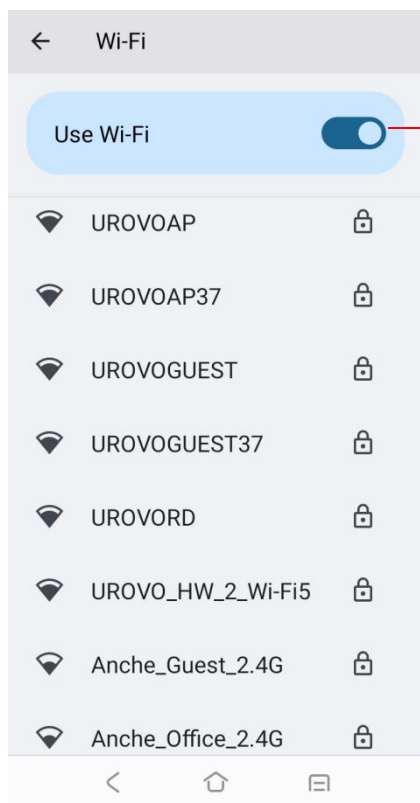 Wi-Fi
Use Wi-Fi
UROVOAP
UROVOAP37
UROVOGUEST
UROVOGUEST37
UROVORD
UROVO_HW_2_Wi-Fi5
Anche_Guest_2.4G
Anche_Office_2.4G